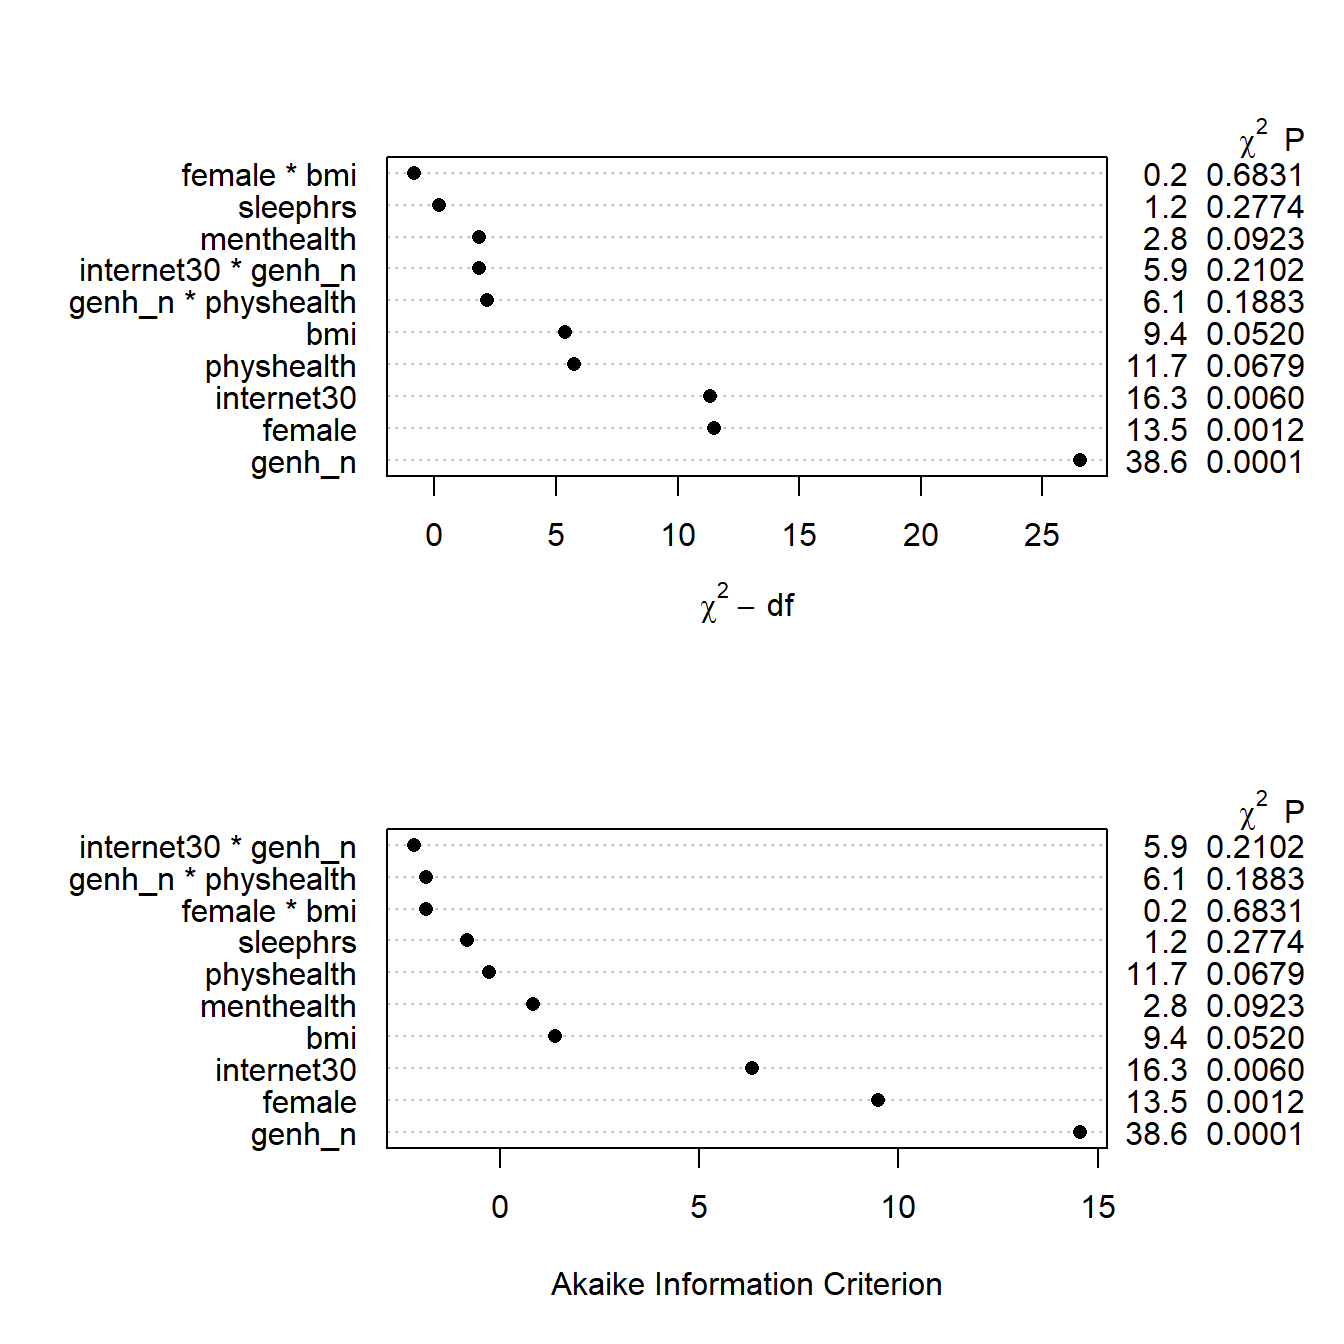 χ2 P
female * bmi 0.2 0.6831
sleephrs 1.2 0.2774
menthealth 2.8 0.0923
internet30 * genh_n 5.9 0.2102
genh_n * physhealth 6.1 0.1883
bmi 9.4 0.0520
physhealth 11.7 0.0679
internet30 16.3 0.0060
female 13.5 0.0012
genh_n 38.6 0.0001
0 5 10 15 20 25
χ2 − df
χ2 P
internet30 * genh_n 5.9 0.2102
genh_n * physhealth 6.1 0.1883
female * bmi 0.2 0.6831
sleephrs 1.2 0.2774
physhealth 11.7 0.0679
menthealth 2.8 0.0923
bmi 9.4 0.0520
internet30 16.3 0.0060
female 13.5 0.0012
genh_n 38.6 0.0001
0 5 10 15
Akaike Information Criterion